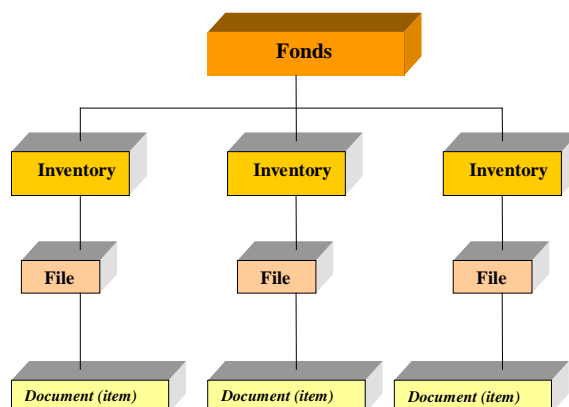 Fonds
Inventory Inventory Inventory
File File File
Document (item) Document (item) Document (item)